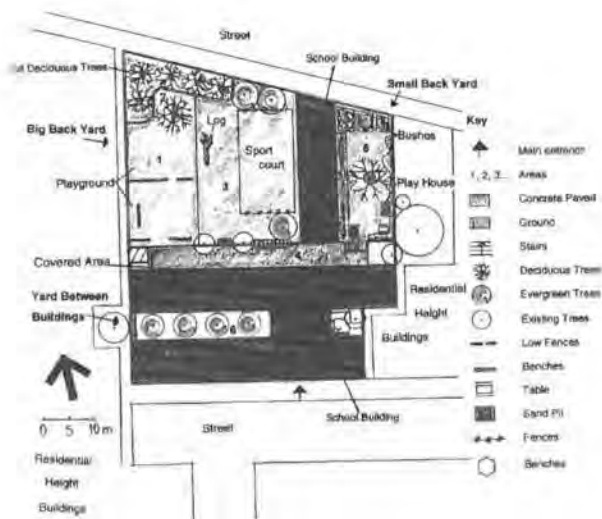 Street
School Building
Deciduous Trees
Small Back Yard
Big Back Yard
Log
Bushes
Key
Main entrance
1
Sport
court
6
Playground
3
Play House
1, 2, 3... Areas
Concrete Paved
Ground
Stairs
Covered Area
4
Deciduous Trees
Yard Between
Buildings
Residential
Height
Buildings
Evergreen Trees
6
Existing Trees
Low Fences
Benches
Table
School Building
Sand Pit
0 5 10 m
Street
Fences
Residential
Height
Buildings
Benches